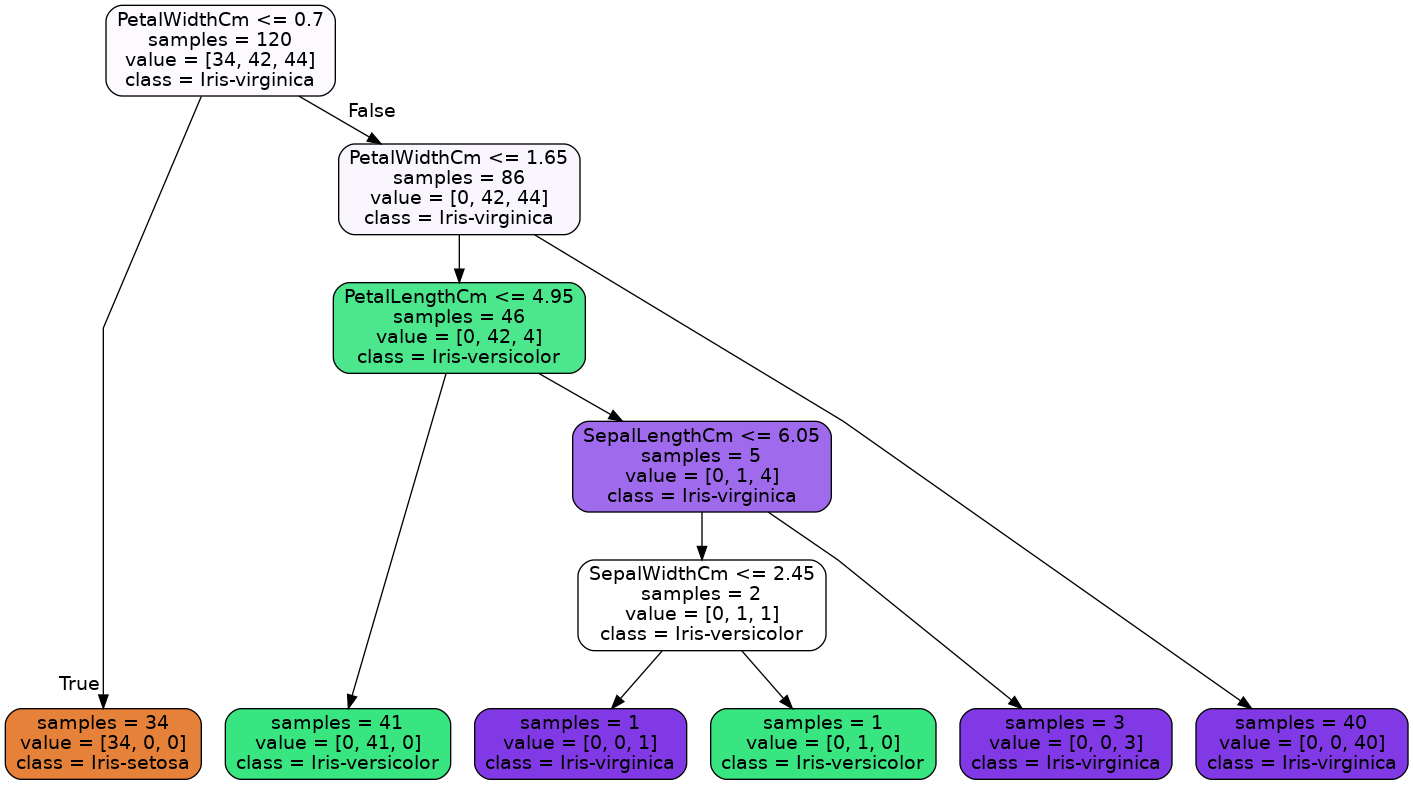 PetalWidthCm <= 0.7
samples = 120
value = [34, 42, 44]
class = Iris-virginica
False
PetalWidthCm <= 1.65
samples = 86
value = [0, 42, 44]
class = Iris-virginica
PetalLengthCm <= 4.95
samples = 46
value = [0, 42, 4]
class = Iris-versicolor
SepalLengthCm <= 6.05
samples = 5
value = [0, 1, 4]
class = Iris-virginica
SepalWidthCm <= 2.45
samples = 2
value = [0, 1, 1]
class = Iris-versicolor
True
samples = 34
value = [34, 0, 0]
class = Iris-setosa
samples = 41
value = [0, 41, 0]
class = Iris-versicolor
samples = 1
value = [0, 0, 1]
class = Iris-virginica
samples = 1
value = [0, 1, 0]
class = Iris-versicolor
samples = 3
value = [0, 0, 3]
class = Iris-virginica
samples = 40
value = [0, 0, 40]
class = Iris-virginica